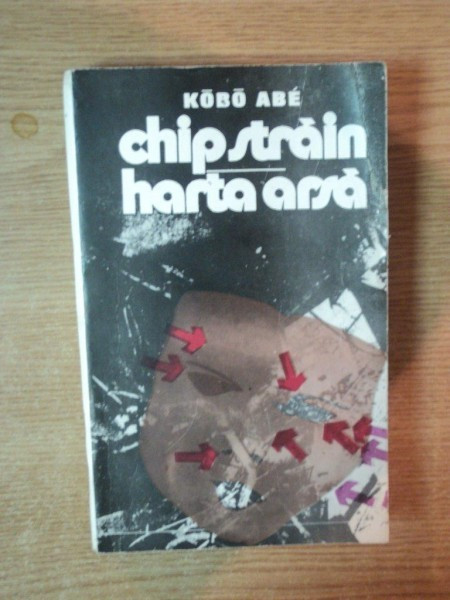 KŌBŌ ABÉ
chip străin
harta arsă